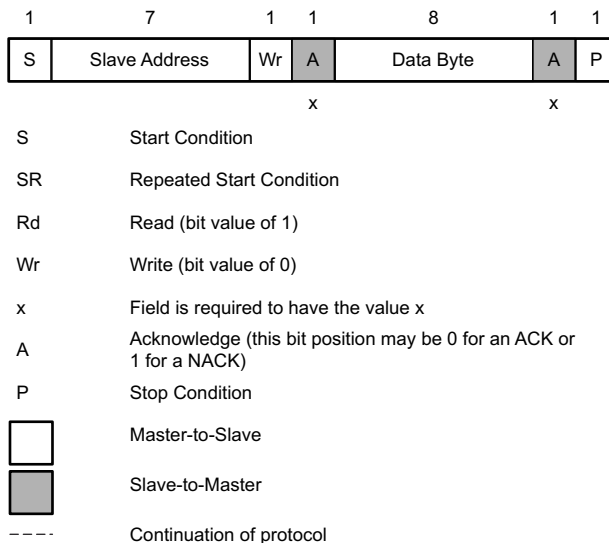 1 7 1 1 8 1 1
S Slave Address Wr A Data Byte A P
x x
S Start Condition
SR Repeated Start Condition
Rd Read (bit value of 1)
Wr Write (bit value of 0)
x Field is required to have the value x
A Acknowledge (this bit position may be 0 for an ACK or
1 for a NACK)
P Stop Condition
Master-to-Slave
Slave-to-Master
Continuation of protocol